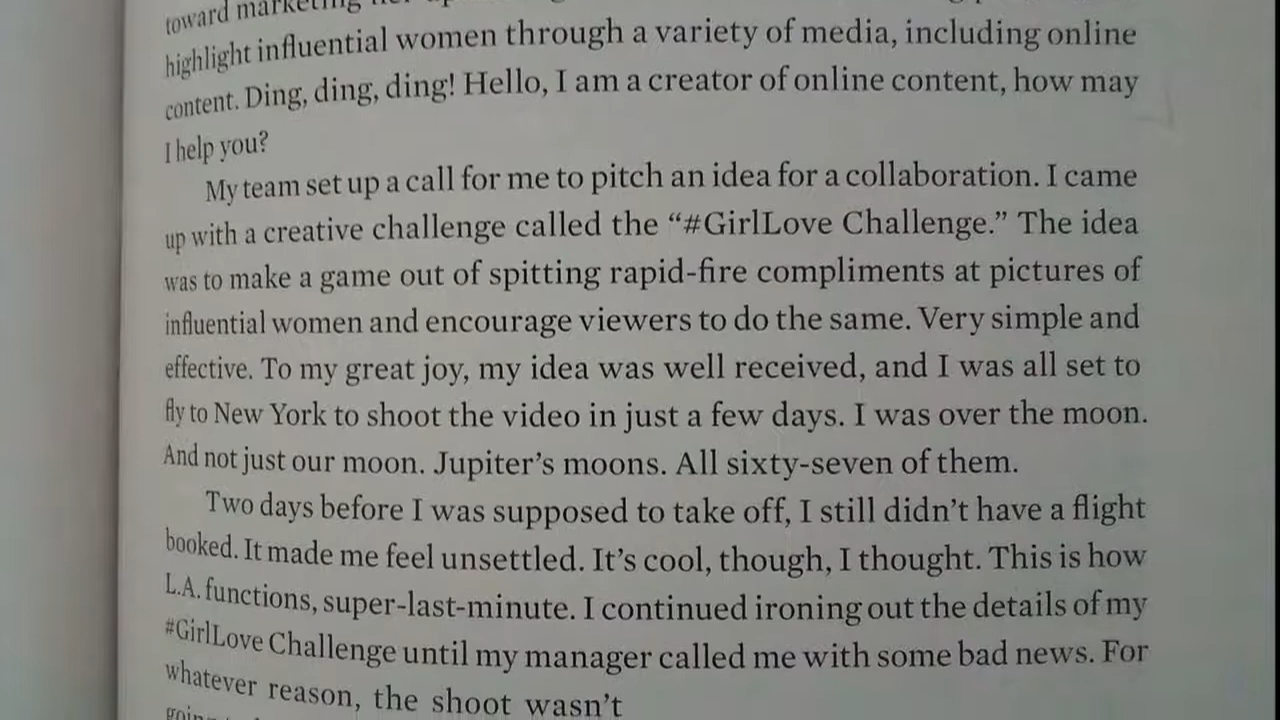 toward marketing
highlight influential women through a variety of media, including online
content. Ding, ding, ding! Hello, I am a creator of online content, how may
I help you?
My team set up a call for me to pitch an idea for a collaboration. I came
up with a creative challenge called the “#GirlLove Challenge.” The idea
was to make a game out of spitting rapid-fire compliments at pictures of
influential women and encourage viewers to do the same. Very simple and
effective. To my great joy, my idea was well received, and I was all set to
fly to New York to shoot the video in just a few days. I was over the moon.
And not just our moon. Jupiter’s moons. All sixty-seven of them.
Two days before I was supposed to take off, I still didn’t have a flight
booked. It made me feel unsettled. It’s cool, though, I thought. This is how
L.A. functions, super-last-minute. I continued ironing out the details of my
#GirlLove Challenge until my manager called me with some bad news. For
whatever reason, the shoot wasn’t